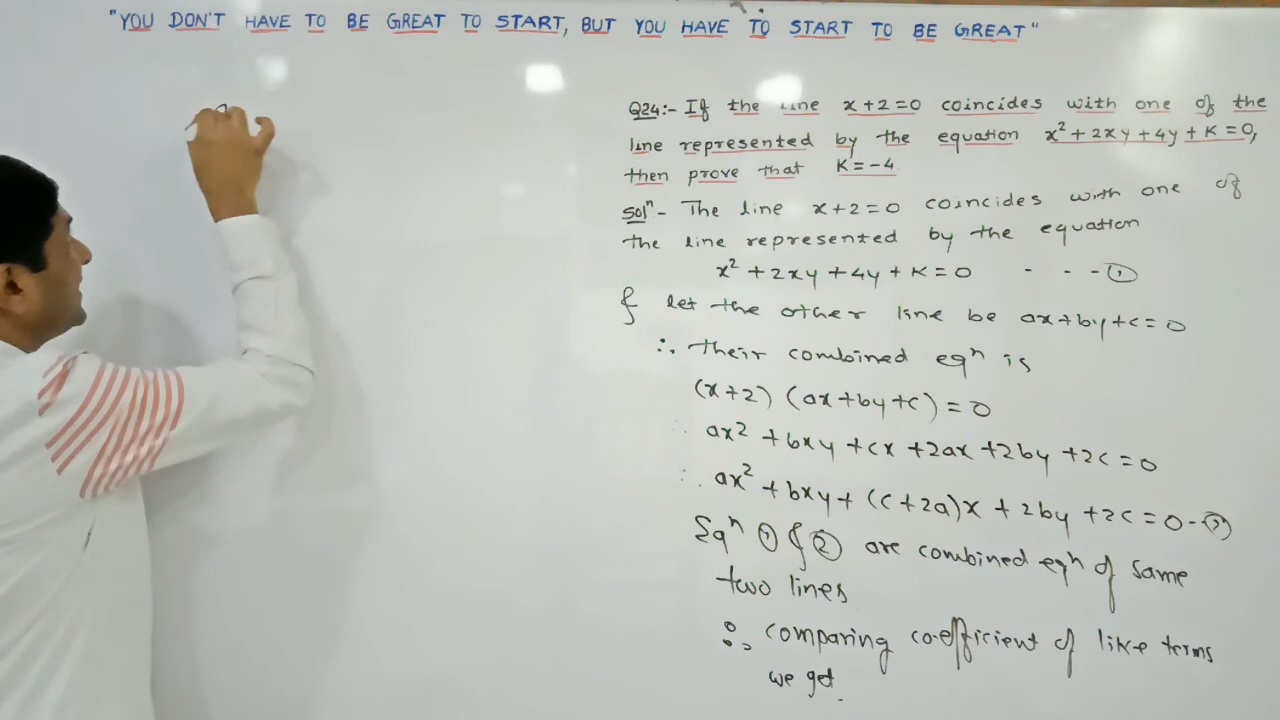 "YOU DON'T HAVE TO BE GREAT TO START, BUT YOU HAVE TO START TO BE GREAT"
Q24:- If the line x+2=0 coincides with one of the
line represented by the equation x²+2xy+4y+K=0,
then prove that K=-4
Solⁿ- The line x+2=0 coincides with one of
the line represented by the equation
x²+2xy+4y+K=0 - - - ①
& let the other line be ax+by+c=0
∴ Their combined eqⁿ is
(x+2) (ax+by+c)=0
∴ ax²+bxy+cx+2ax+2by+2c=0
∴ ax²+bxy+(c+2a)x+2by+2c=0-②
Eqⁿ ① & ② are combined eqⁿ of same
two lines
∴ comparing co-efficient of like terms
we get